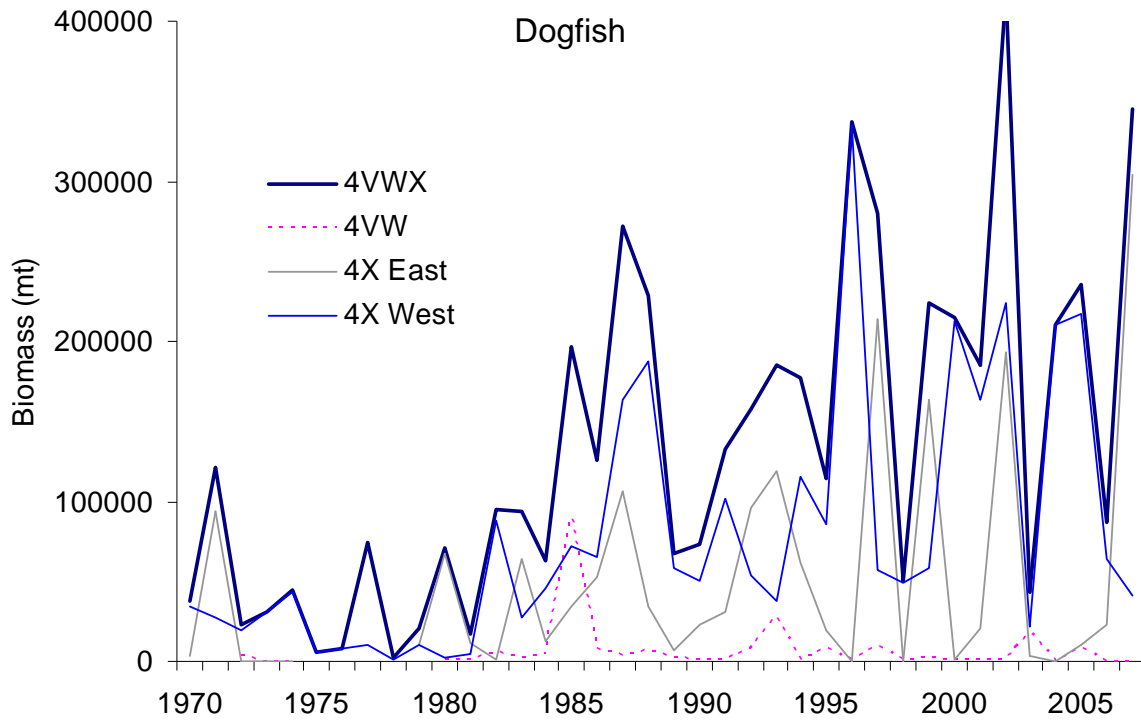 Dogfish
400000
300000
200000
100000
0
Biomass (mt)
4VWX
4VW
4X East
4X West
1970 1975 1980 1985 1990 1995 2000 2005